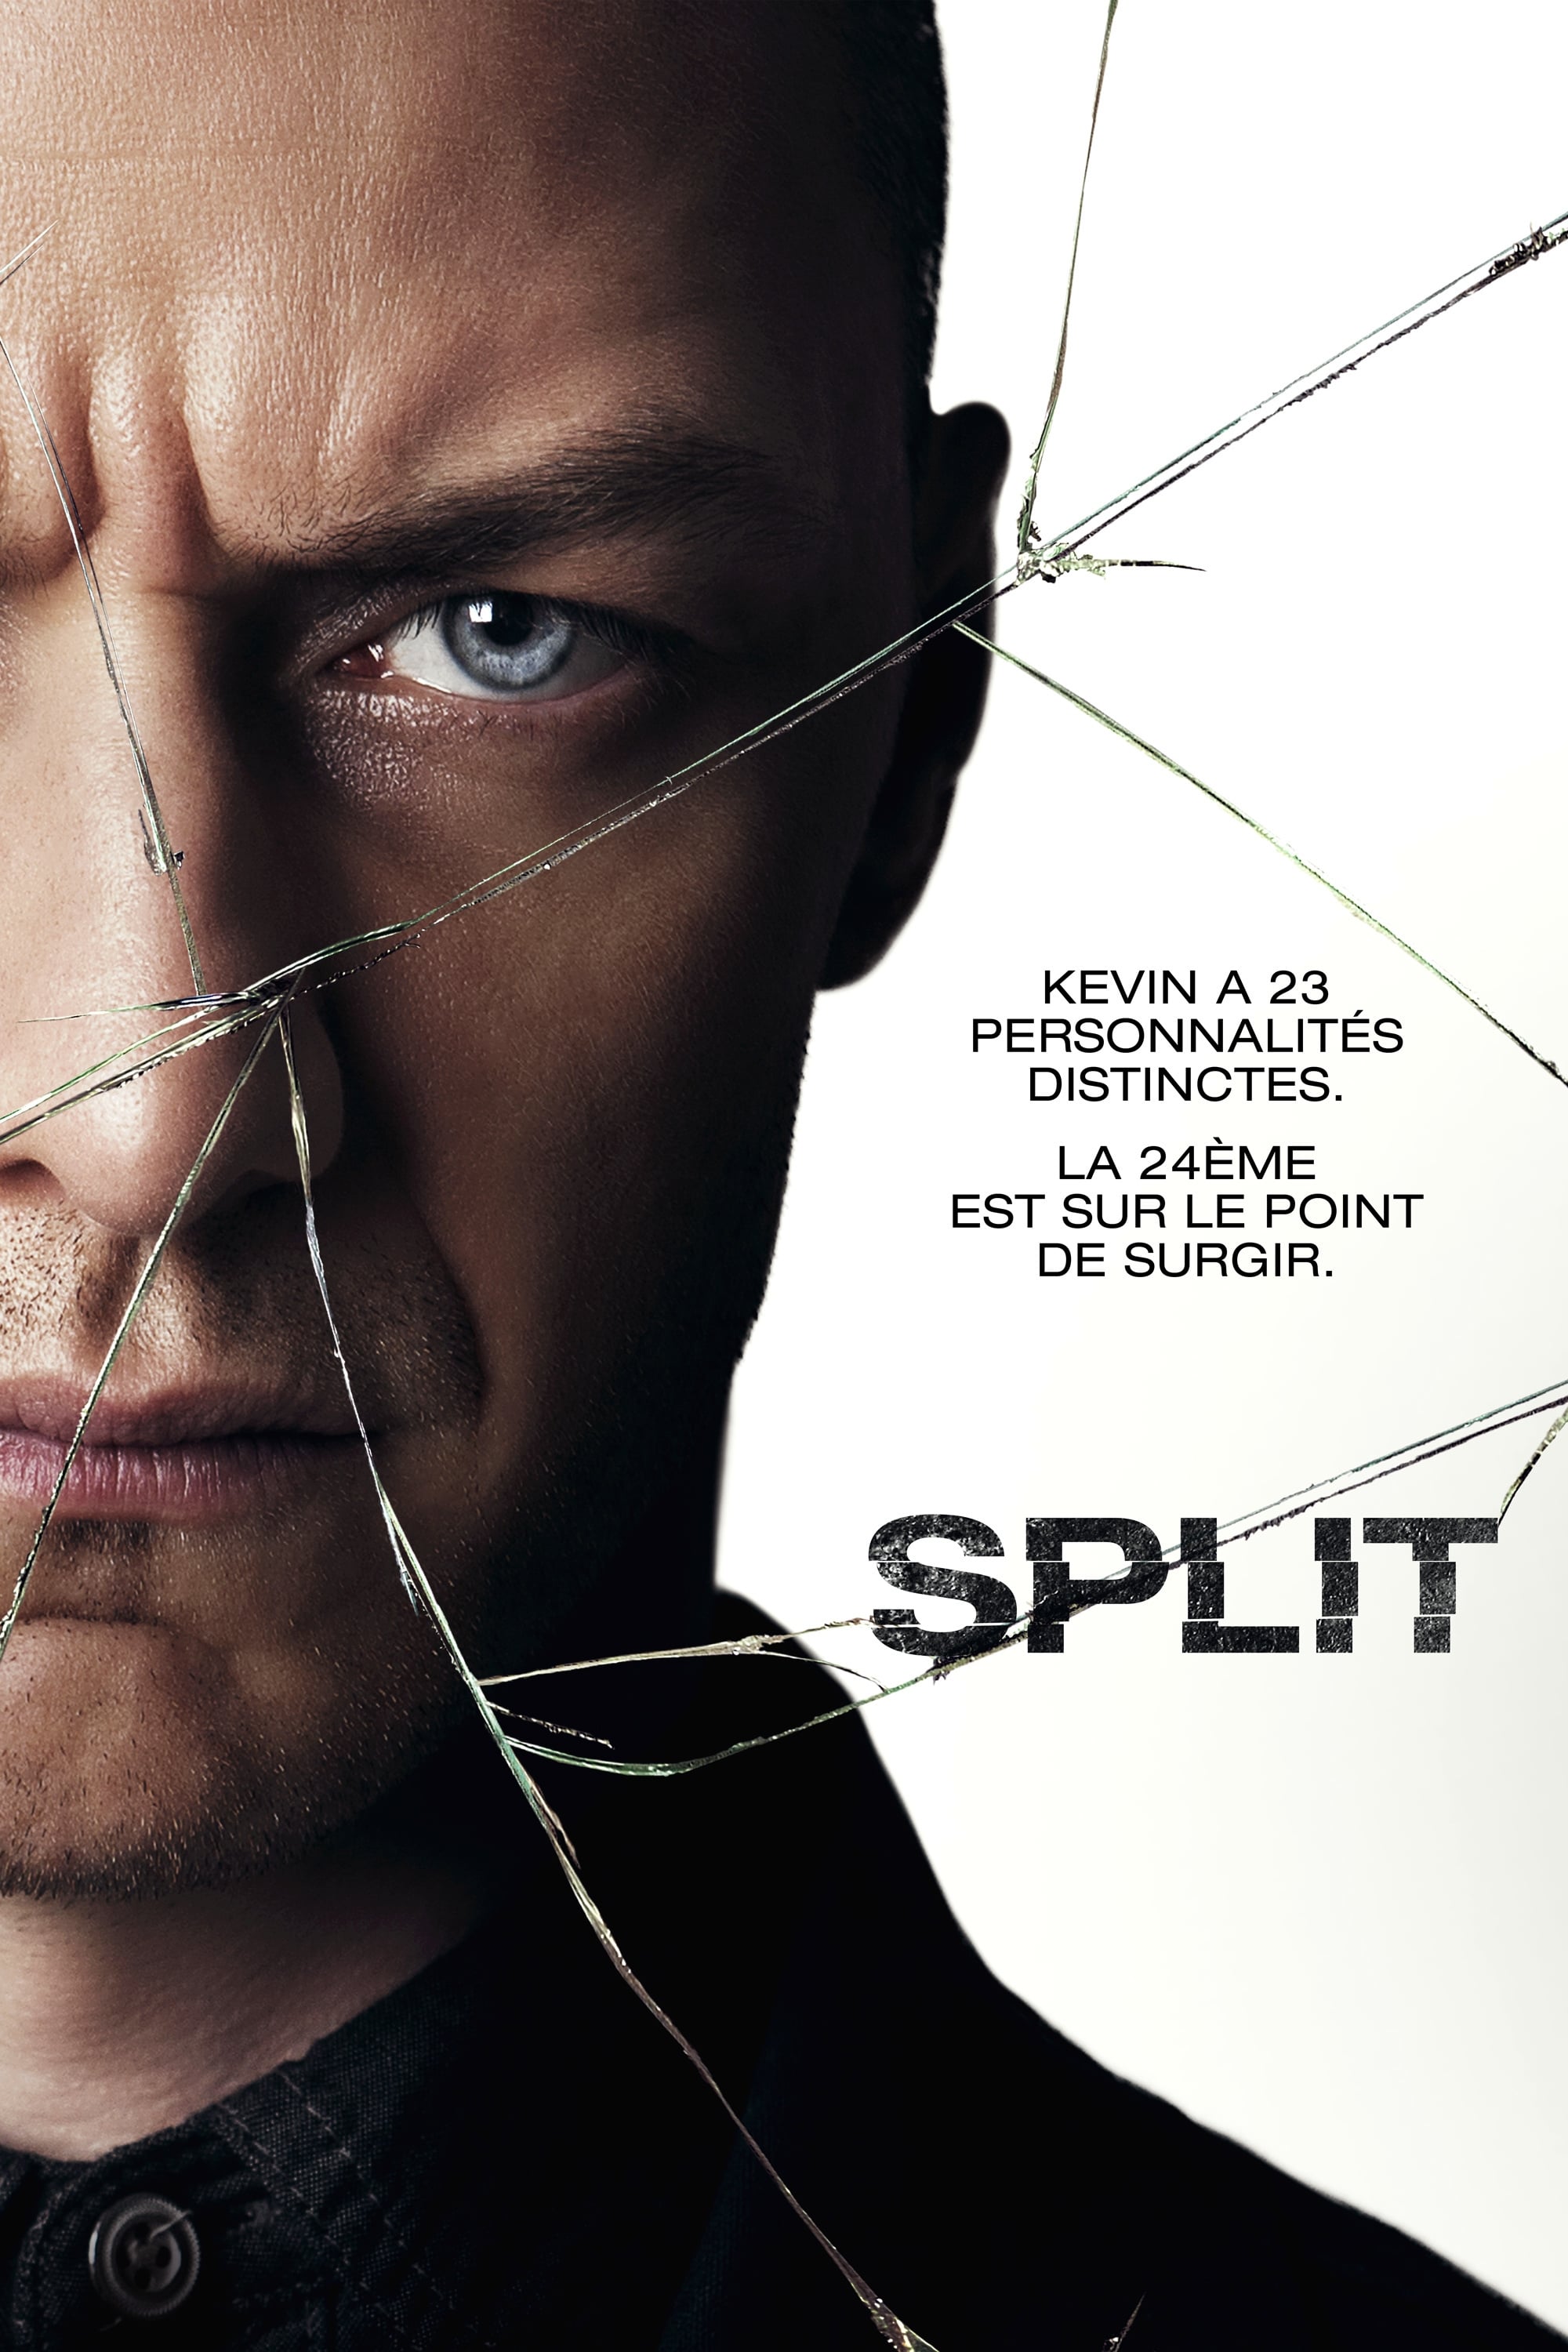 KEVIN A 23
PERSONNALITÉS
DISTINCTES.
LA 24ÈME
EST SUR LE POINT
DE SURGIR.
SPLIT